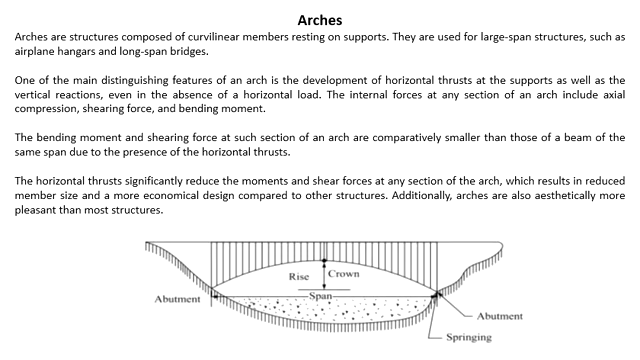 Arches
Arches are structures composed of curvilinear members resting on supports. They are used for large-span structures, such as
airplane hangars and long-span bridges.
One of the main distinguishing features of an arch is the development of horizontal thrusts at the supports as well as the
vertical reactions, even in the absence of a horizontal load. The internal forces at any section of an arch include axial
compression, shearing force, and bending moment.
The bending moment and shearing force at such section of an arch are comparatively smaller than those of a beam of the
same span due to the presence of the horizontal thrusts.
The horizontal thrusts significantly reduce the moments and shear forces at any section of the arch, which results in reduced
member size and a more economical design compared to other structures. Additionally, arches are also aesthetically more
pleasant than most structures.
Rise Crown
Span
Abutment
Abutment
Springing